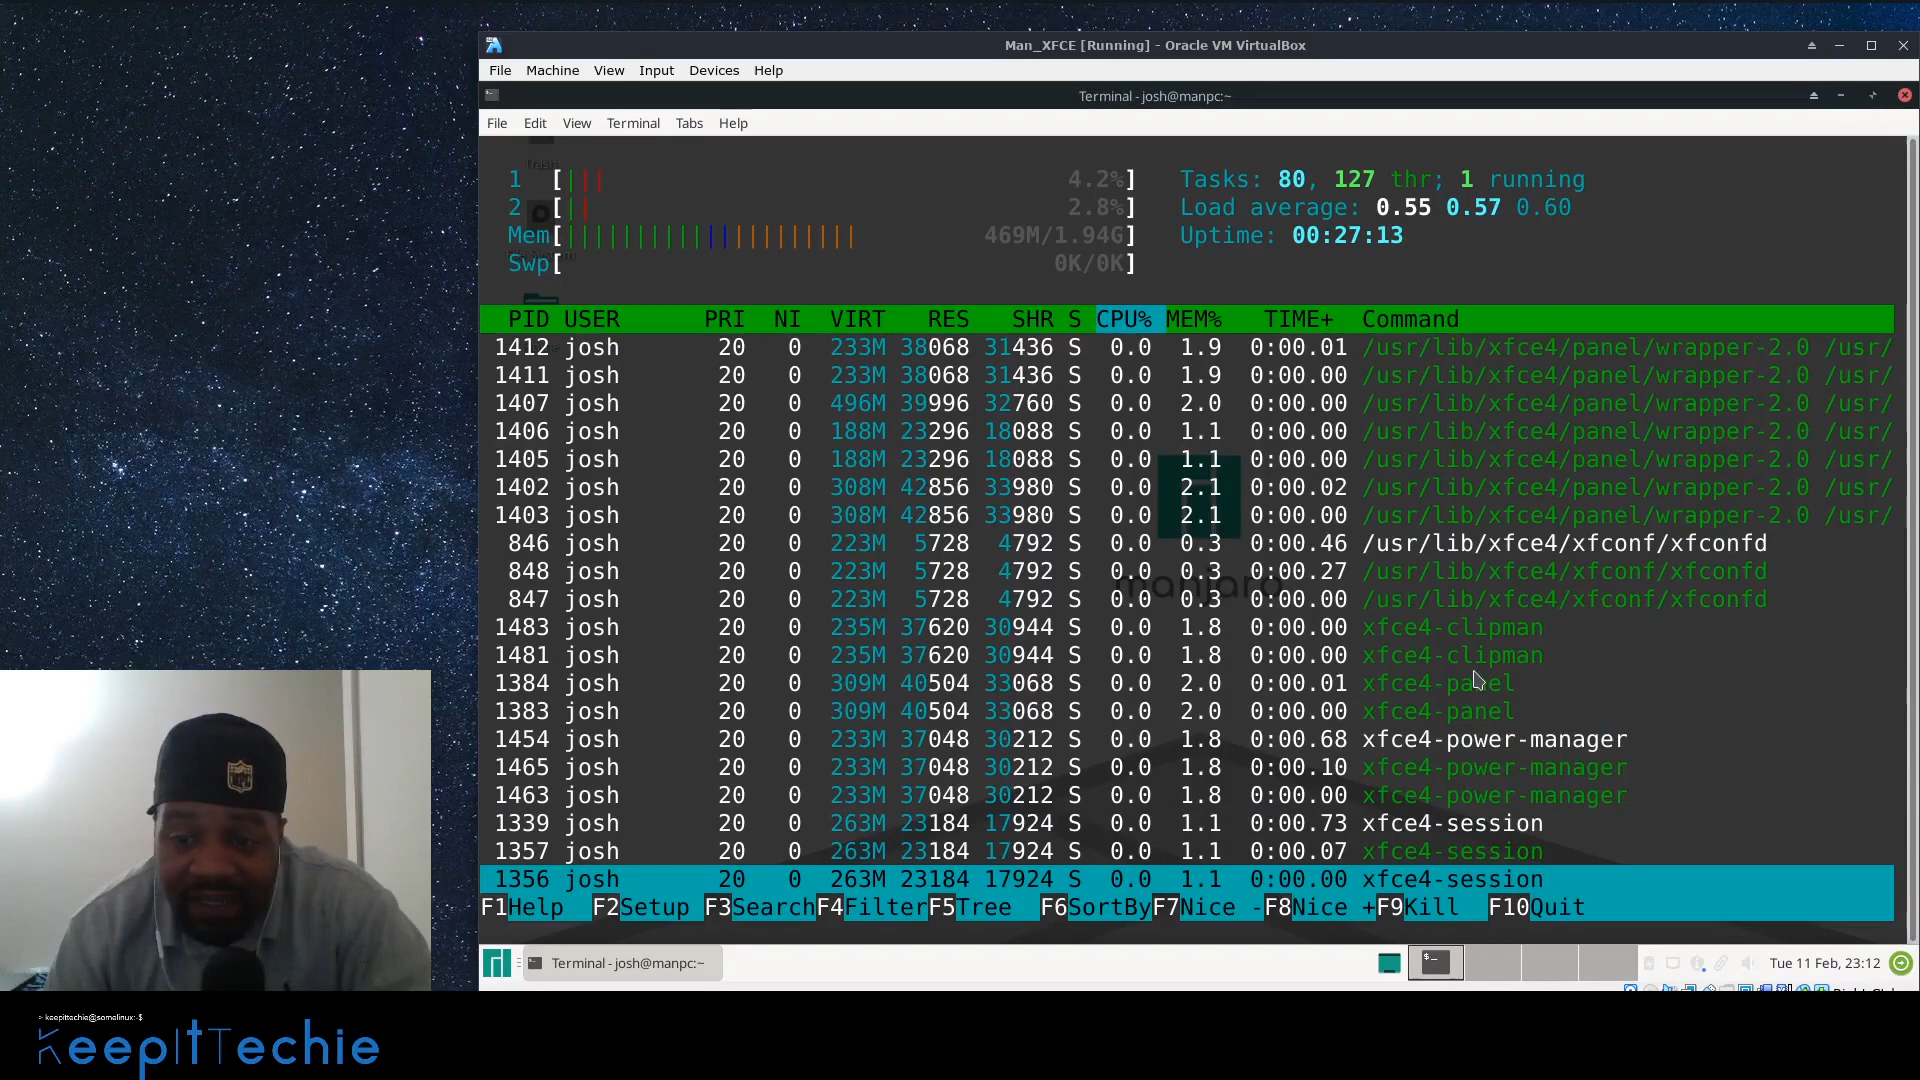 Man_XFCE [Running] - Oracle VM VirtualBox
File Machine View Input Devices Help
Terminal - josh@manpc:~
File Edit View Terminal Tabs Help
Trash
1 [||| 4.2%] Tasks: 80, 127 thr; 1 running
2 [|| 2.8%] Load average: 0.55 0.57 0.60
Mem[||||||||||||||||||||| 469M/1.94G] Uptime: 00:27:13
Swp[ 0K/0K]
PID USER PRI NI VIRT RES SHR S CPU% MEM% TIME+ Command
1412 josh 20 0 233M 38068 31436 S 0.0 1.9 0:00.01 /usr/lib/xfce4/panel/wrapper-2.0 /usr/
1411 josh 20 0 233M 38068 31436 S 0.0 1.9 0:00.00 /usr/lib/xfce4/panel/wrapper-2.0 /usr/
1407 josh 20 0 496M 39996 32760 S 0.0 2.0 0:00.00 /usr/lib/xfce4/panel/wrapper-2.0 /usr/
1406 josh 20 0 188M 23296 18088 S 0.0 1.1 0:00.00 /usr/lib/xfce4/panel/wrapper-2.0 /usr/
1405 josh 20 0 188M 23296 18088 S 0.0 1.1 0:00.00 /usr/lib/xfce4/panel/wrapper-2.0 /usr/
1402 josh 20 0 308M 42856 33980 S 0.0 2.1 0:00.02 /usr/lib/xfce4/panel/wrapper-2.0 /usr/
1403 josh 20 0 308M 42856 33980 S 0.0 2.1 0:00.00 /usr/lib/xfce4/panel/wrapper-2.0 /usr/
846 josh 20 0 223M 5728 4792 S 0.0 0.3 0:00.46 /usr/lib/xfce4/xfconf/xfconfd
848 josh 20 0 223M 5728 4792 S 0.0 0.3 0:00.27 /usr/lib/xfce4/xfconf/xfconfd
manjaro
847 josh 20 0 223M 5728 4792 S 0.0 0.3 0:00.00 /usr/lib/xfce4/xfconf/xfconfd
1483 josh 20 0 235M 37620 30944 S 0.0 1.8 0:00.00 xfce4-clipman
1481 josh 20 0 235M 37620 30944 S 0.0 1.8 0:00.00 xfce4-clipman
1384 josh 20 0 309M 40504 33068 S 0.0 2.0 0:00.01 xfce4-panel
1383 josh 20 0 309M 40504 33068 S 0.0 2.0 0:00.00 xfce4-panel
1454 josh 20 0 233M 37048 30212 S 0.0 1.8 0:00.68 xfce4-power-manager
1465 josh 20 0 233M 37048 30212 S 0.0 1.8 0:00.10 xfce4-power-manager
1463 josh 20 0 233M 37048 30212 S 0.0 1.8 0:00.00 xfce4-power-manager
1339 josh 20 0 263M 23184 17924 S 0.0 1.1 0:00.73 xfce4-session
1357 josh 20 0 263M 23184 17924 S 0.0 1.1 0:00.07 xfce4-session
1356 josh 20 0 263M 23184 17924 S 0.0 1.1 0:00.00 xfce4-session
F1Help F2Setup F3SearchF4FilterF5Tree F6SortByF7Nice -F8Nice +F9Kill F10Quit
Terminal - josh@manpc:~
Tue 11 Feb, 23:12
NFL
> keepittechie@somelinux:-$
KeepItTechie